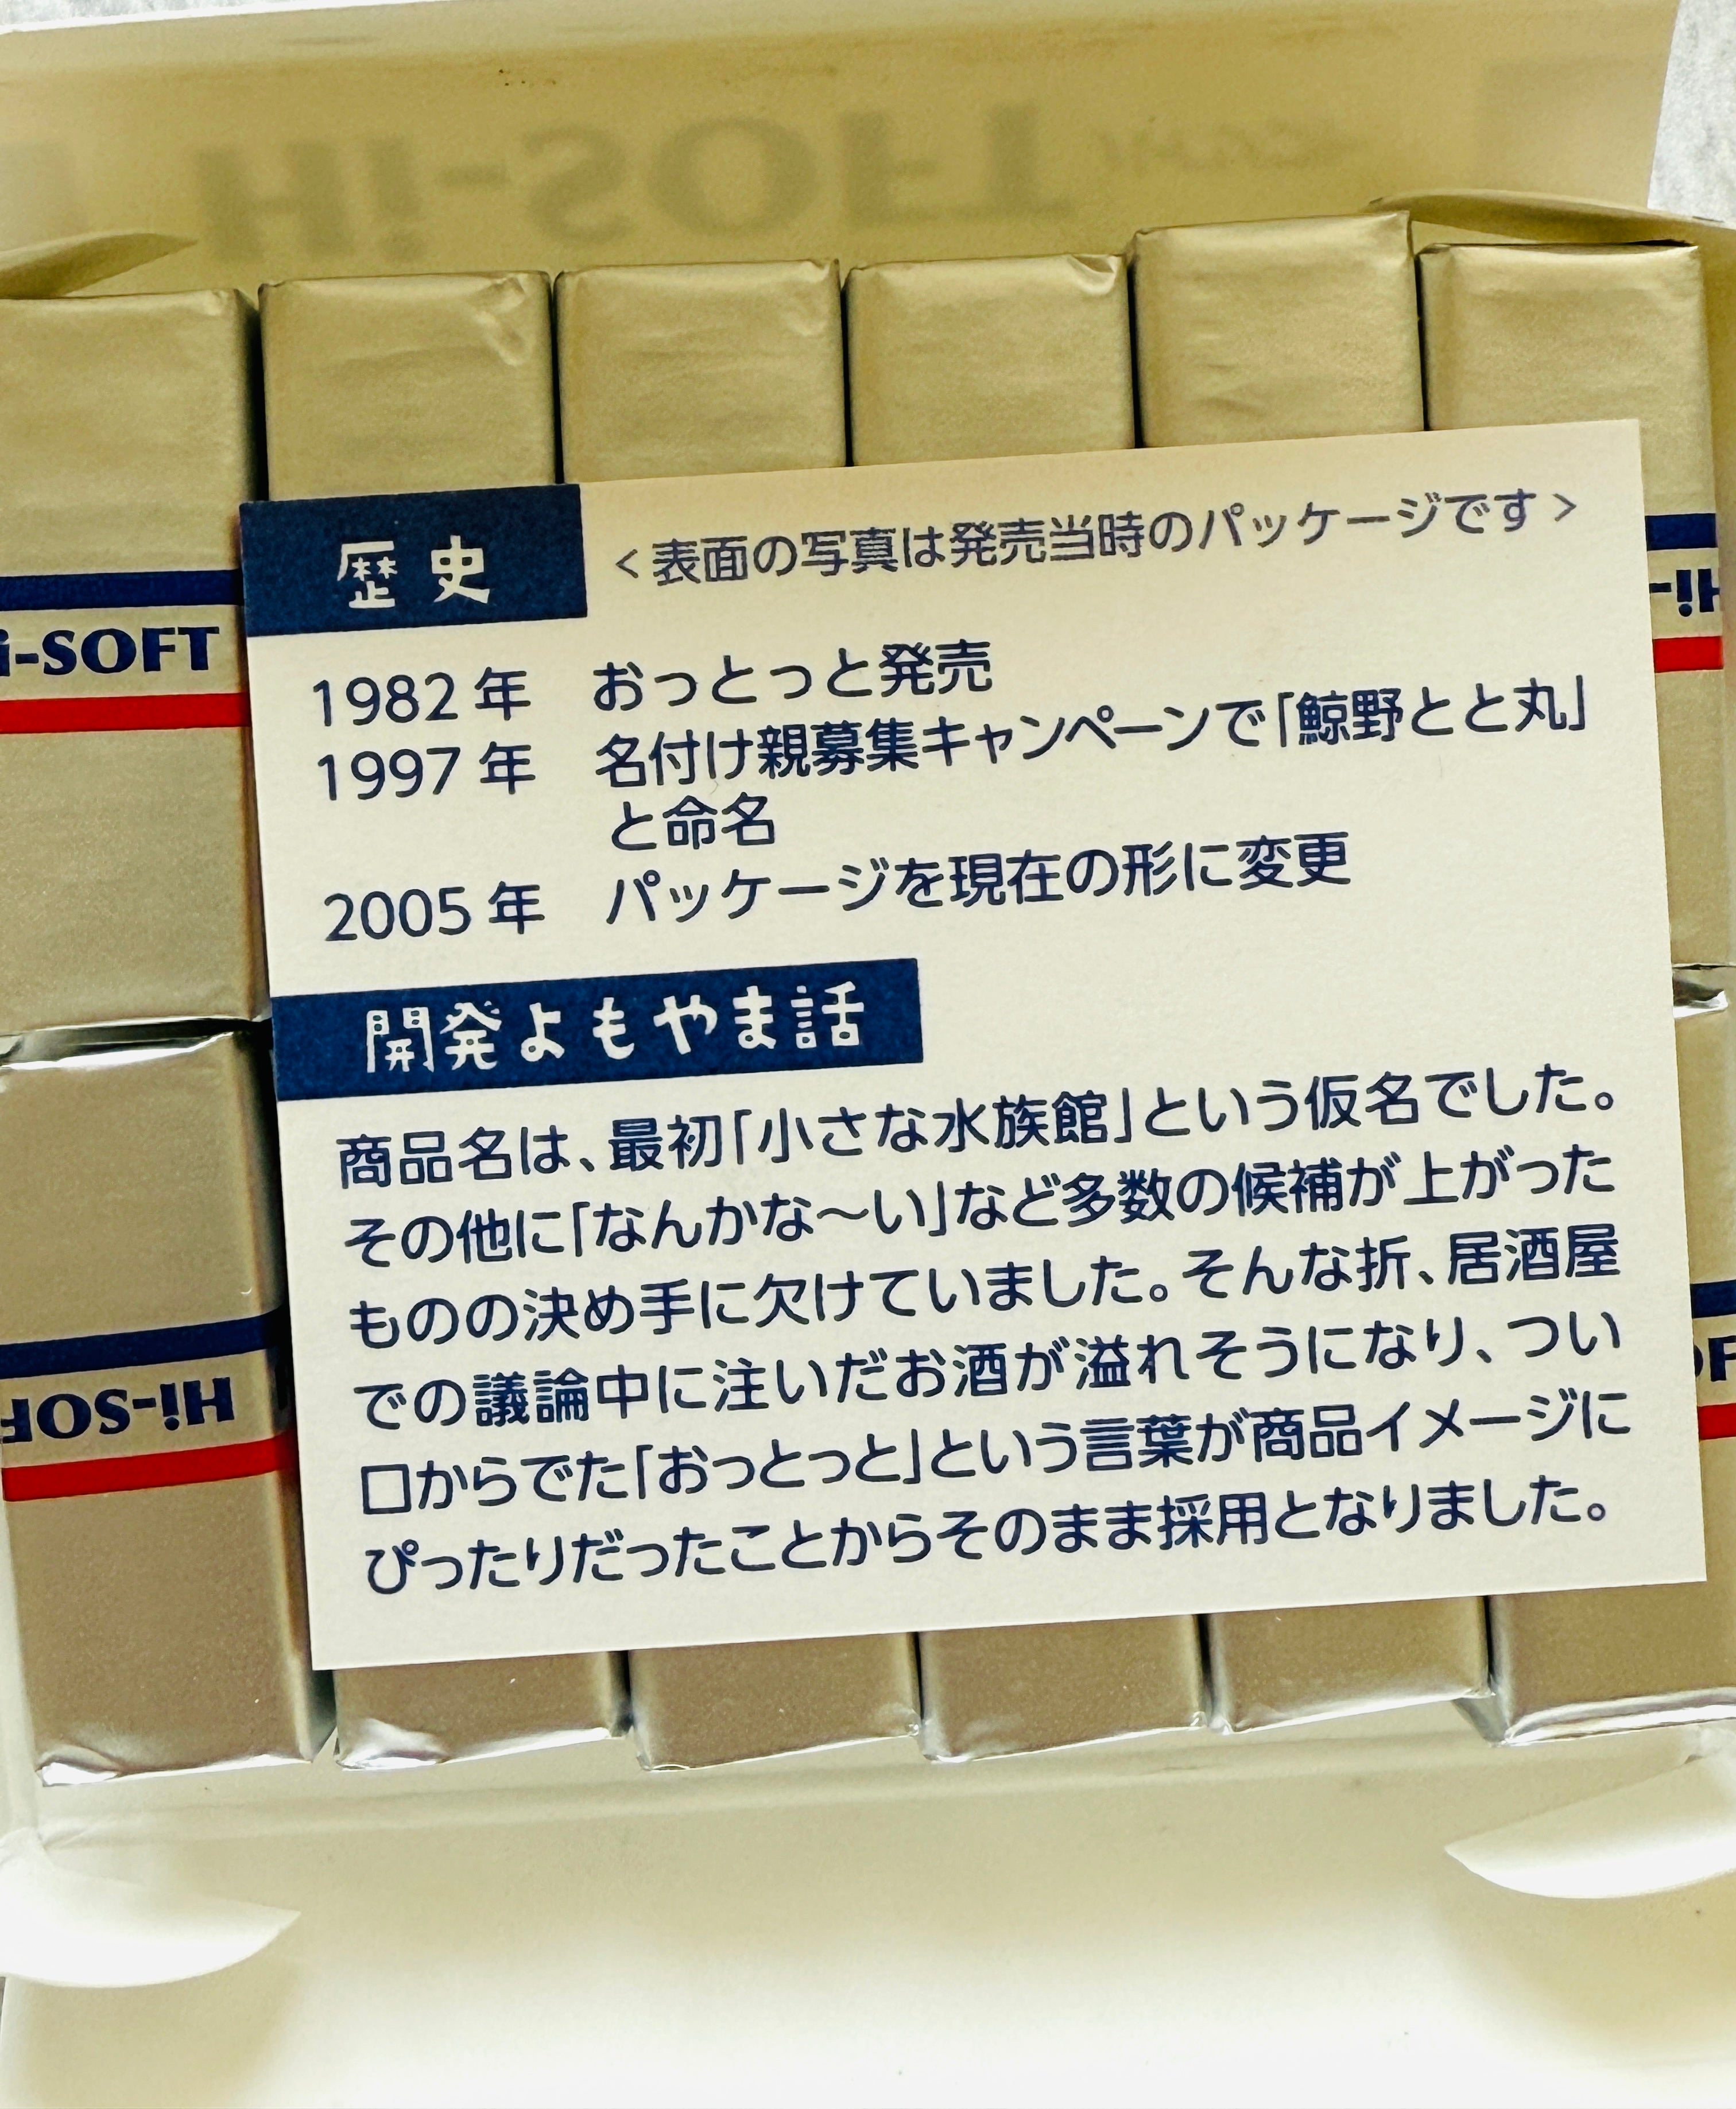 Hi-SOFT
歴史
<表面の写真は発売当時のパッケージです>
1982年 おっとっと発売
1997年 名付け親募集キャンペーンで「鯨野とと丸」
と命名
2005年 パッケージを現在の形に変更
開発よもやま話
商品名は、最初「小さな水族館」という仮名でした。
その他に「なんかな〜い」など多数の候補が上がった
ものの決め手に欠けていました。そんな折、居酒屋
での議論中に注いだお酒が溢れそうになり、つい
口からでた「おっとっと」という言葉が商品イメージに
ぴったりだったことからそのまま採用となりました。
i-SOFT
Hi-
Hi-SOF
OF